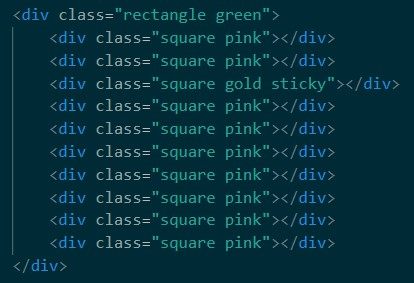 <div class="rectangle green">
    <div class="square pink"></div>
    <div class="square pink"></div>
    <div class="square gold sticky"></div>
    <div class="square pink"></div>
    <div class="square pink"></div>
    <div class="square pink"></div>
    <div class="square pink"></div>
    <div class="square pink"></div>
    <div class="square pink"></div>
    <div class="square pink"></div>
</div>